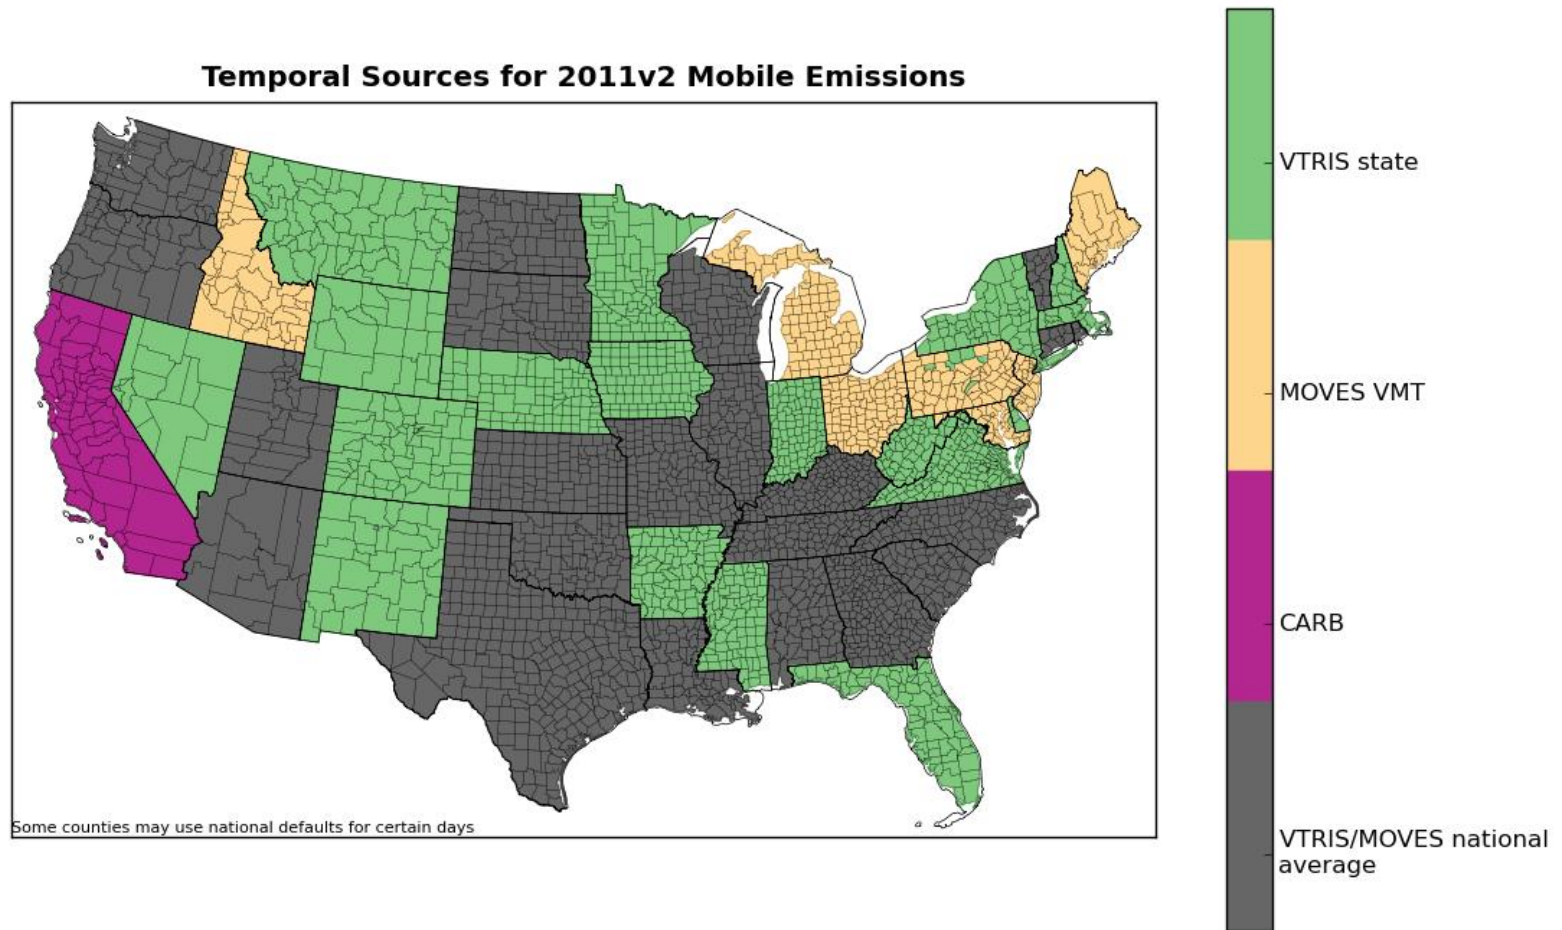 Temporal Sources for 2011v2 Mobile Emissions
Some counties may use national defaults for certain days
VTRIS state
MOVES VMT
CARB
VTRIS/MOVES national
average